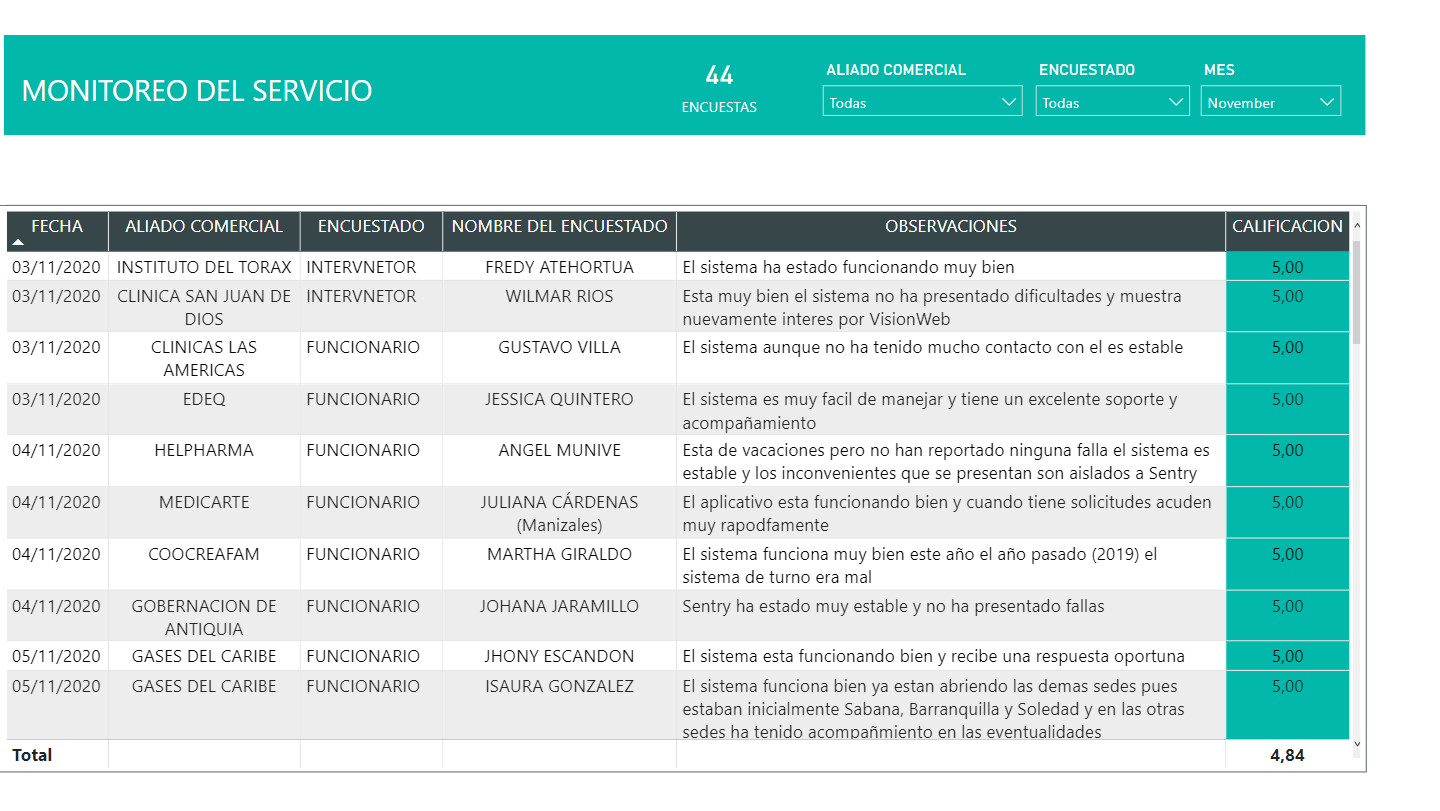 MONITOREO DEL SERVICIO
44
ENCUESTAS
ALIADO COMERCIAL
Todas
ENCUESTADO
Todas
MES
November
FECHA ALIADO COMERCIAL ENCUESTADO NOMBRE DEL ENCUESTADO OBSERVACIONES CALIFICACION
03/11/2020 INSTITUTO DEL TORAX INTERVNETOR FREDY ATEHORTUA El sistema ha estado funcionando muy bien 5,00
03/11/2020 CLINICA SAN JUAN DE INTERVNETOR WILMAR RIOS Esta muy bien el sistema no ha presentado dificultades y muestra 5,00
DIOS nuevamente interes por VisionWeb
03/11/2020 CLINICAS LAS FUNCIONARIO GUSTAVO VILLA El sistema aunque no ha tenido mucho contacto con el es estable 5,00
AMERICAS
03/11/2020 EDEQ FUNCIONARIO JESSICA QUINTERO El sistema es muy facil de manejar y tiene un excelente soporte y 5,00
acompañamiento
04/11/2020 HELPHARMA FUNCIONARIO ANGEL MUNIVE Esta de vacaciones pero no han reportado ninguna falla el sistema es 5,00
estable y los inconvenientes que se presentan son aislados a Sentry
04/11/2020 MEDICARTE FUNCIONARIO JULIANA CÁRDENAS El aplicativo esta funcionando bien y cuando tiene solicitudes acuden 5,00
(Manizales) muy rapodfamente
04/11/2020 COOCREAFAM FUNCIONARIO MARTHA GIRALDO El sistema funciona muy bien este año el año pasado (2019) el 5,00
sistema de turno era mal
04/11/2020 GOBERNACION DE FUNCIONARIO JOHANA JARAMILLO Sentry ha estado muy estable y no ha presentado fallas 5,00
ANTIQUIA
05/11/2020 GASES DEL CARIBE FUNCIONARIO JHONY ESCANDON El sistema esta funcionando bien y recibe una respuesta oportuna 5,00
05/11/2020 GASES DEL CARIBE FUNCIONARIO ISAURA GONZALEZ El sistema funciona bien ya estan abriendo las demas sedes pues 5,00
estaban inicialmente Sabana, Barranquilla y Soledad y en las otras
sedes ha tenido acompañmiento en las eventualidades
Total 4,84